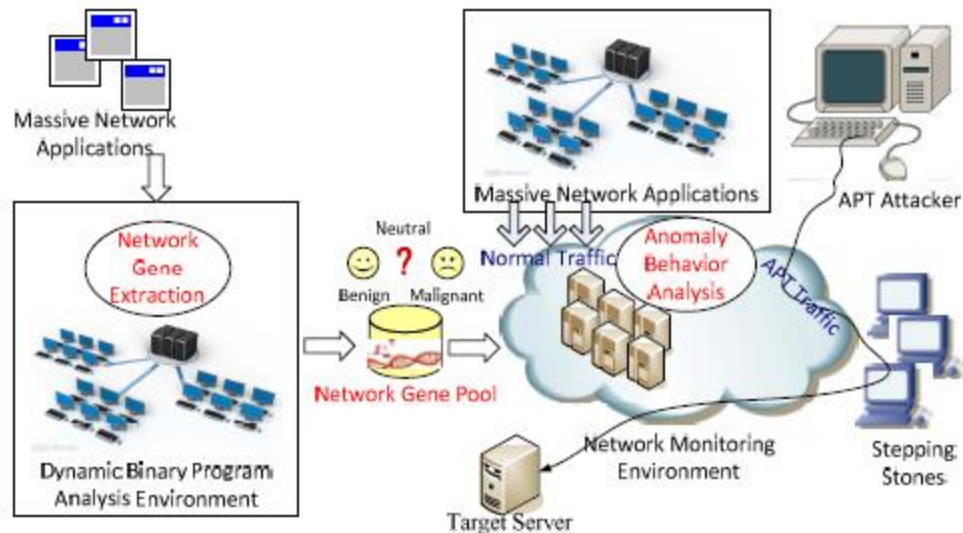 Massive Network
Applications
Network
Gene
Extraction
Dynamic Binary Program
Analysis Environment
Neutral
?
Benign Malignant
Network Gene Pool
Massive Network Applications
Normal Traffic
Anomaly
Behavior
Analysis
APT Traffic
APT Attacker
Network Monitoring
Environment
Stepping
Stones
Target Server